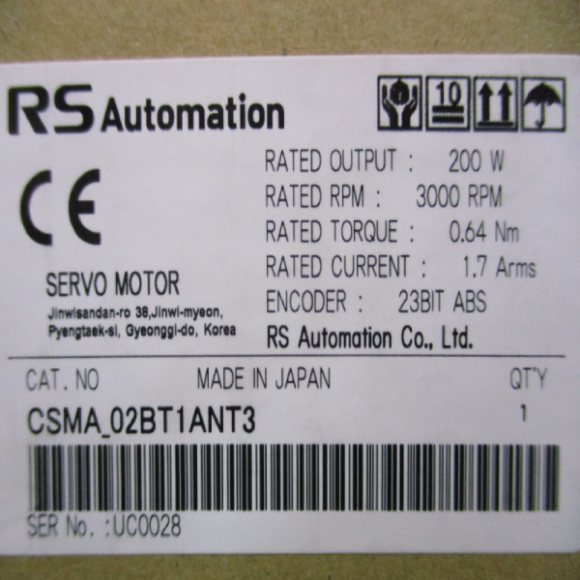 RS Automation
10
CE
RATED OUTPUT : 200 W
RATED RPM : 3000 RPM
RATED TORQUE : 0.64 Nm
RATED CURRENT : 1.7 Arms
ENCODER : 23BIT ABS
RS Automation Co., Ltd.
SERVO MOTOR
Jinwisandan-ro 38,Jinwi-myeon,
Pyengtaek-si, Gyeonggi-do, Korea
CAT. NO MADE IN JAPAN QT'Y
CSMA_02BT1ANT3 1
SER No. :UC0028